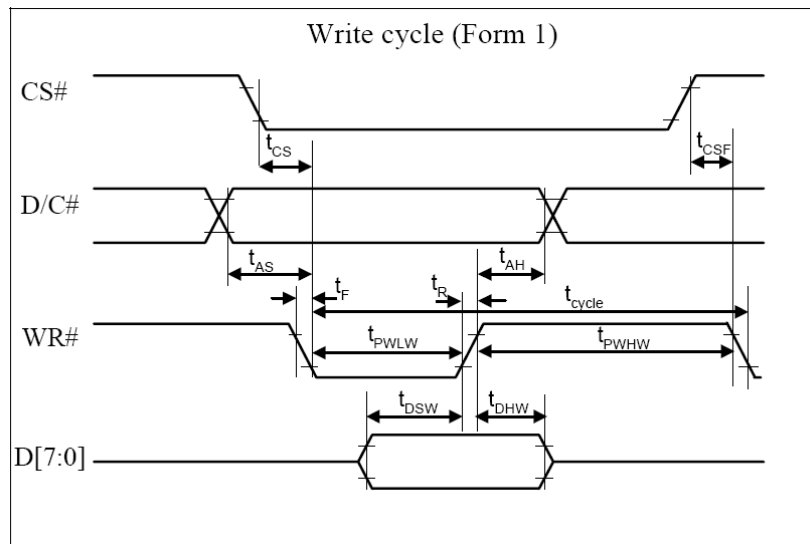 Write cycle (Form 1)
CS#
tCS
tCSF
D/C#
tAS
tAH
tF
tR
tcycle
WR#
tPWLW
tPWHW
tDSW
tDHW
D[7:0]